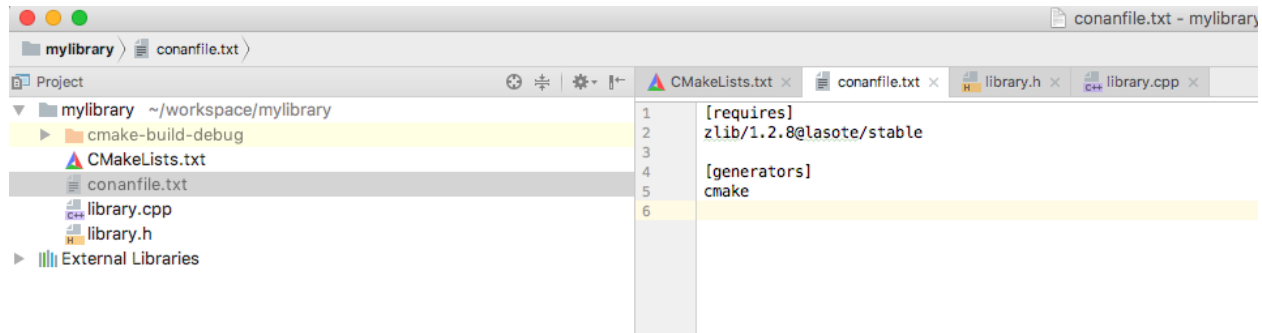 conanfile.txt - mylibrary
mylibrary conanfile.txt
Project
CMakeLists.txt conanfile.txt library.h library.cpp
mylibrary ~/workspace/mylibrary
cmake-build-debug
CMakeLists.txt
conanfile.txt
C++ library.cpp
H library.h
External Libraries
1 [requires]
2 zlib/1.2.8@lasote/stable
3
4 [generators]
5 cmake
6